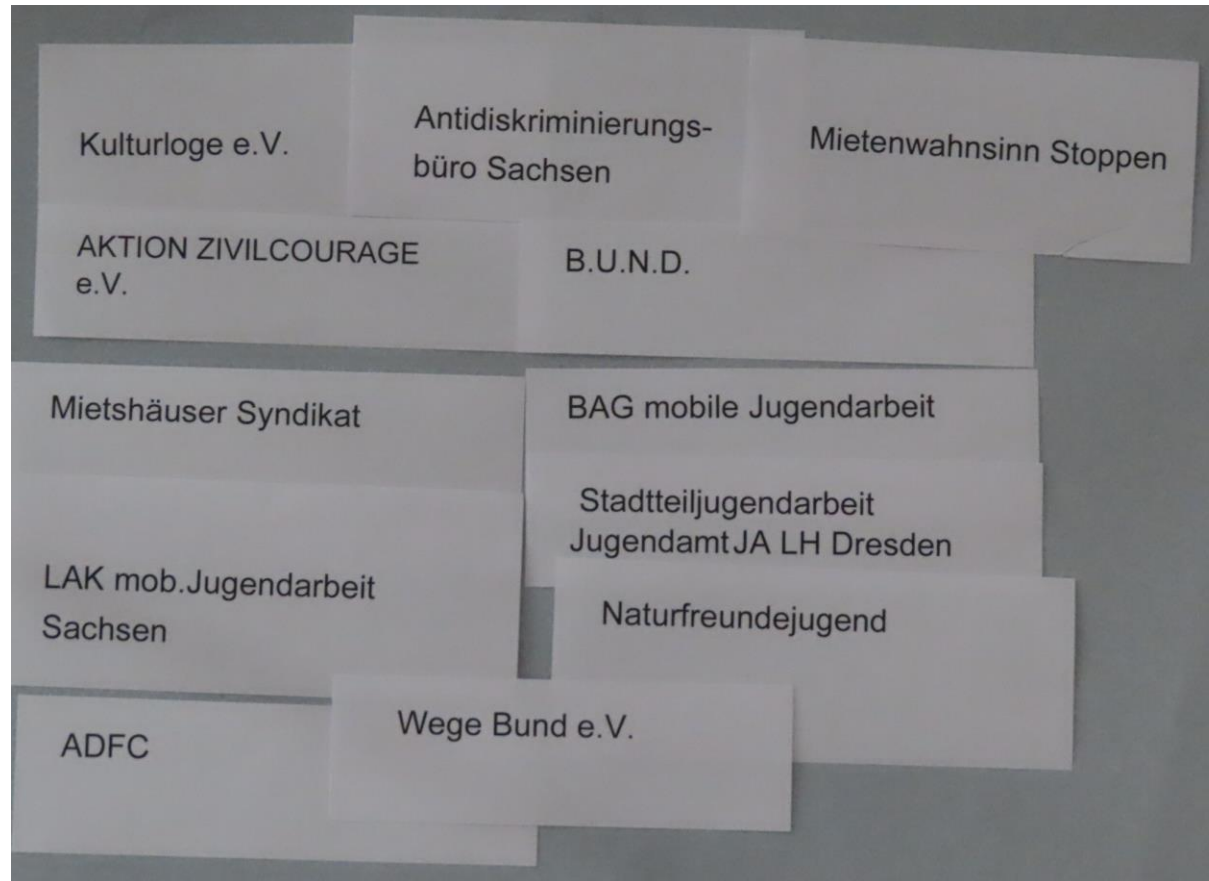 Kulturloge e.V.
Antidiskriminierungs-
büro Sachsen
Mietenwahnsinn Stoppen
AKTION ZIVILCOURAGE
e.V.
B.U.N.D.
Mietshäuser Syndikat
BAG mobile Jugendarbeit
Stadtteiljugendarbeit
Jugendamt JA LH Dresden
LAK mob.Jugendarbeit
Sachsen
Naturfreundejugend
ADFC
Wege Bund e.V.